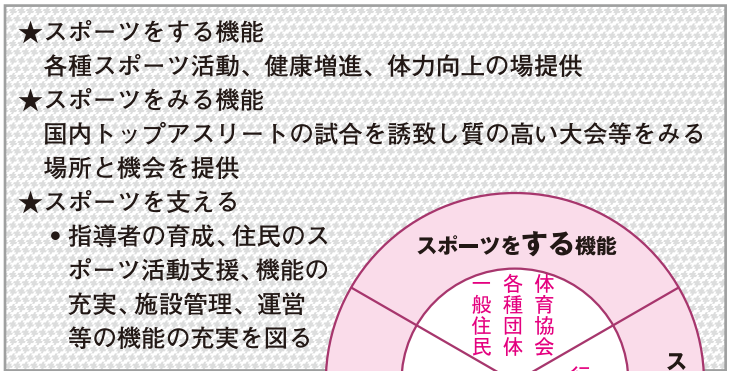 ★スポーツをする機能
各種スポーツ活動、健康増進、体力向上の場提供
★スポーツをみる機能
国内トップアスリートの試合を誘致し質の高い大会等をみる
場所と機会を提供
★スポーツを支える
• 指導者の育成、住民のス
ポーツ活動支援、機能の
充実、施設管理、運営
等の機能の充実を図る
スポーツをする機能
体育協会
各種団体
一般住民
ス